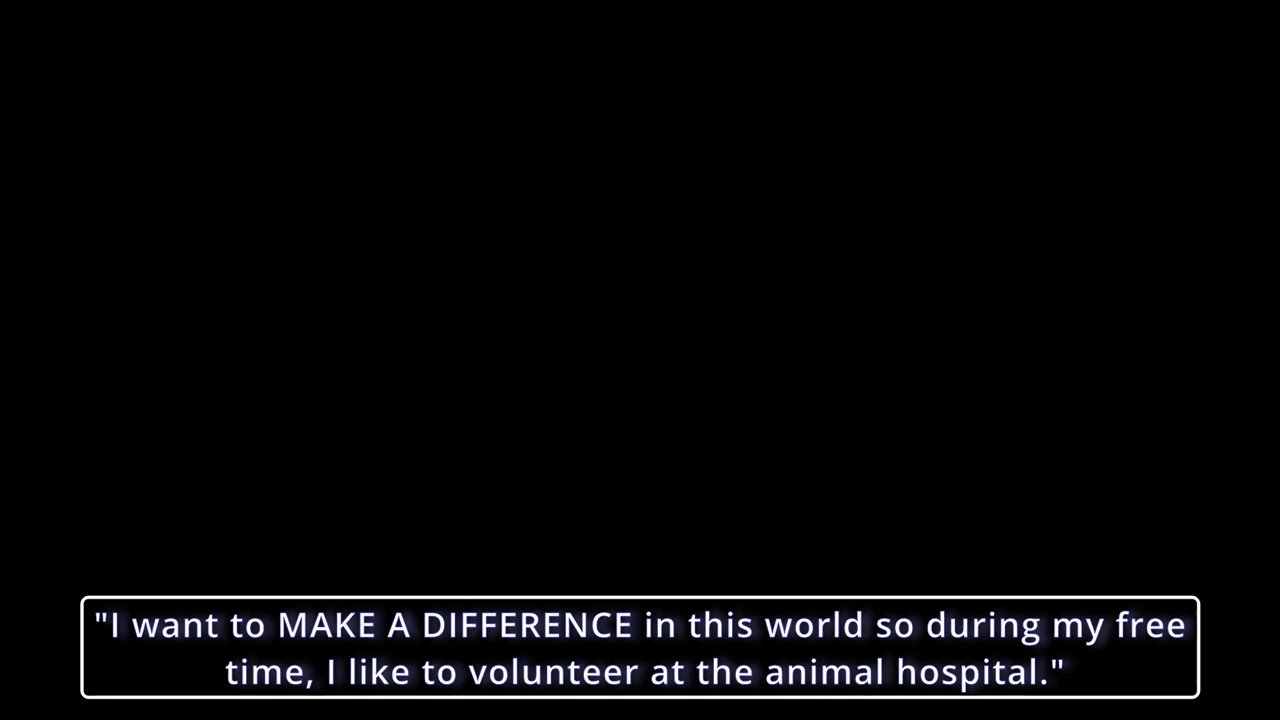 "I want to MAKE A DIFFERENCE in this world so during my free
time, I like to volunteer at the animal hospital."